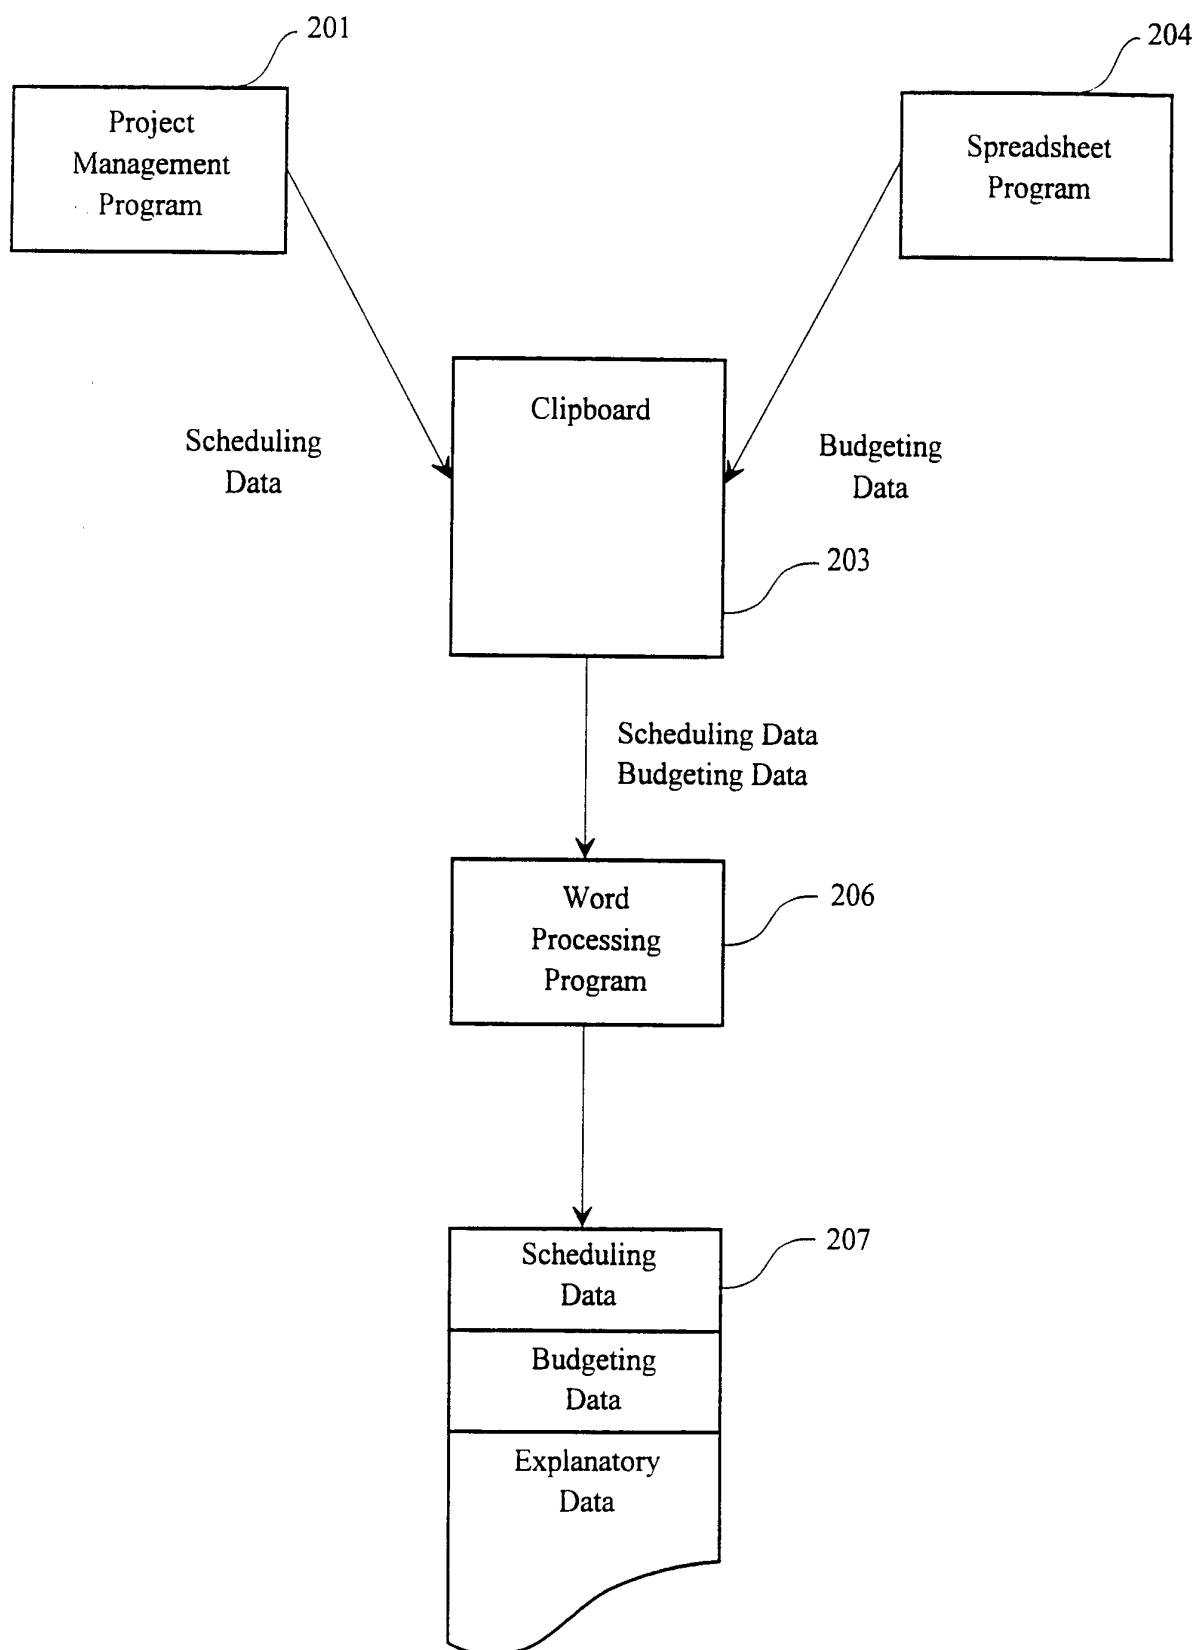 201
204
Project
Management
Program
Spreadsheet
Program
Clipboard
Scheduling
Data
Budgeting
Data
203
Scheduling Data
Budgeting Data
Word
Processing
Program
206
Scheduling
Data
207
Budgeting
Data
Explanatory
Data